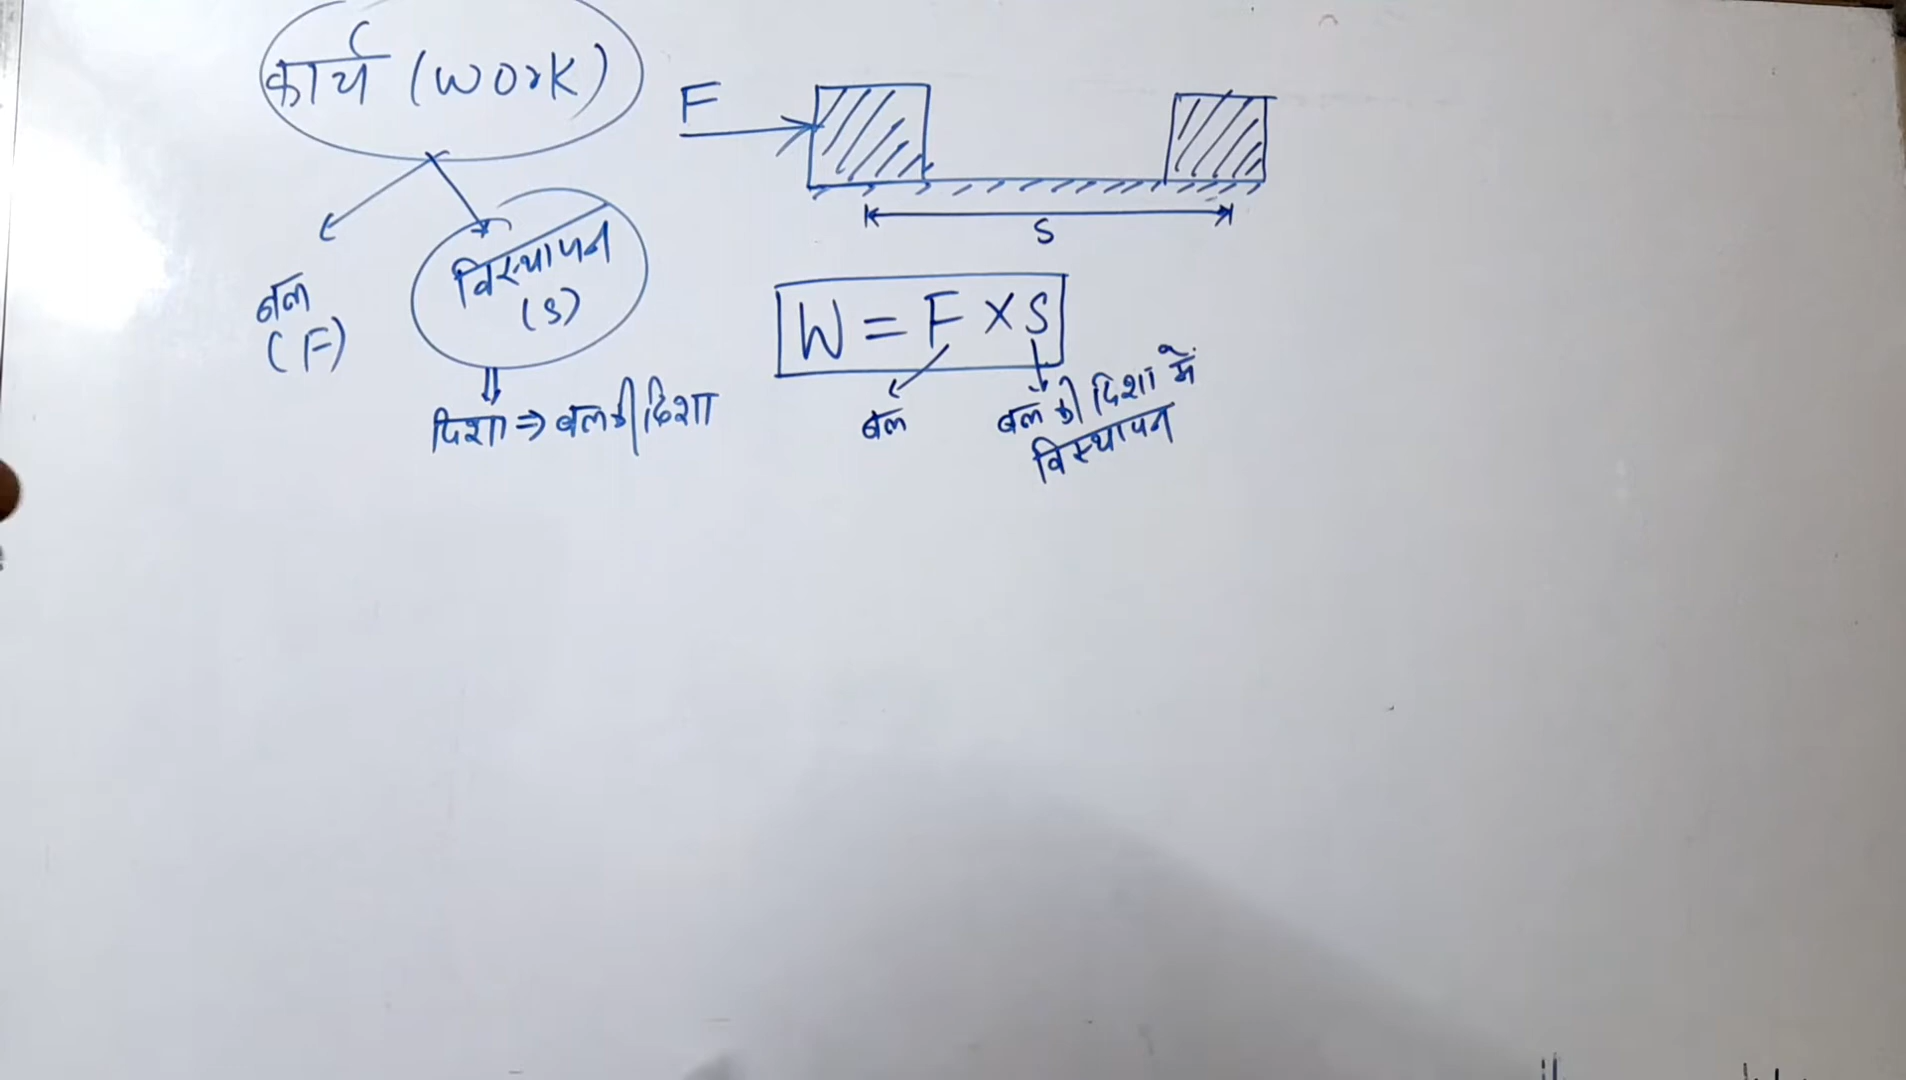 कार्य (work)
F
S
विस्थापन
(S)
बल
(F)
W = F × S
दिशा ⇒ बल की दिशा
बल
बल की दिशा में
विस्थापन